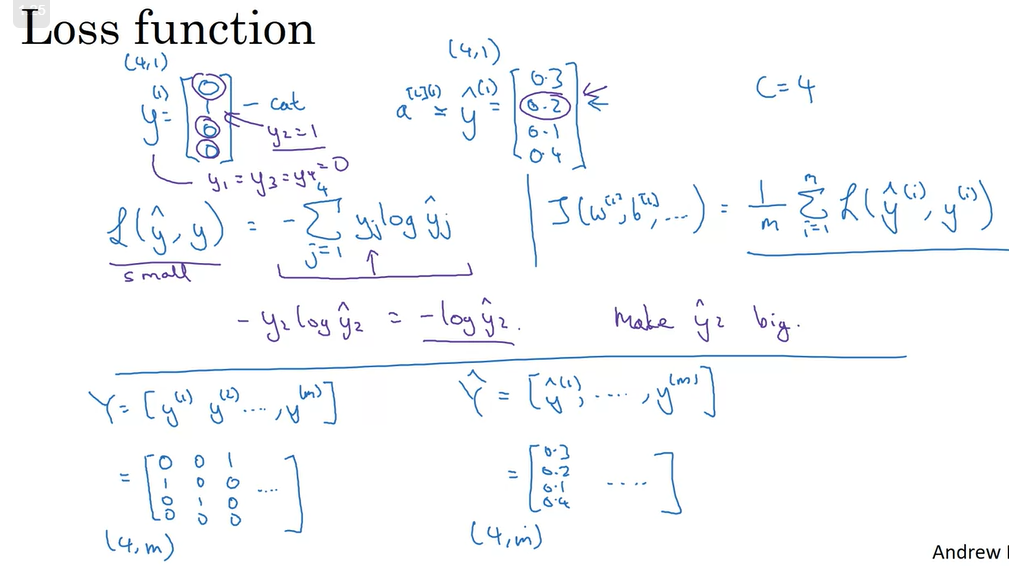 Loss function
(4,1)
y⁽¹⁾ = [0 1 0 0] - cat
y₂=1
y₁ = y₃ = y₄ = 0
(4,1)
a^{[L](1)} = ŷ⁽¹⁾ = [0.3 0.2 0.1 0.4]
C = 4
ℒ(ŷ, y) = - Σ_{j=1}^{4} yⱼ log ŷⱼ
small
J(w^{[1]}, b^{[1]}, ...) = 1/m Σ_{i=1}^{m} ℒ(ŷ⁽ⁱ⁾, y⁽ⁱ⁾)
- y₂ log ŷ₂ = - log ŷ₂. Make ŷ₂ big.
Y = [y⁽¹⁾ y⁽²⁾ ...., y⁽ᵐ⁾]
Ŷ = [ŷ⁽¹⁾, ...., y⁽ᵐ⁾]
= [0 0 1
1 0 0 ....
0 1 0
0 0 0]
(4,m)
= [0.3
0.2
0.1 ....
0.4]
(4,m)
Andrew